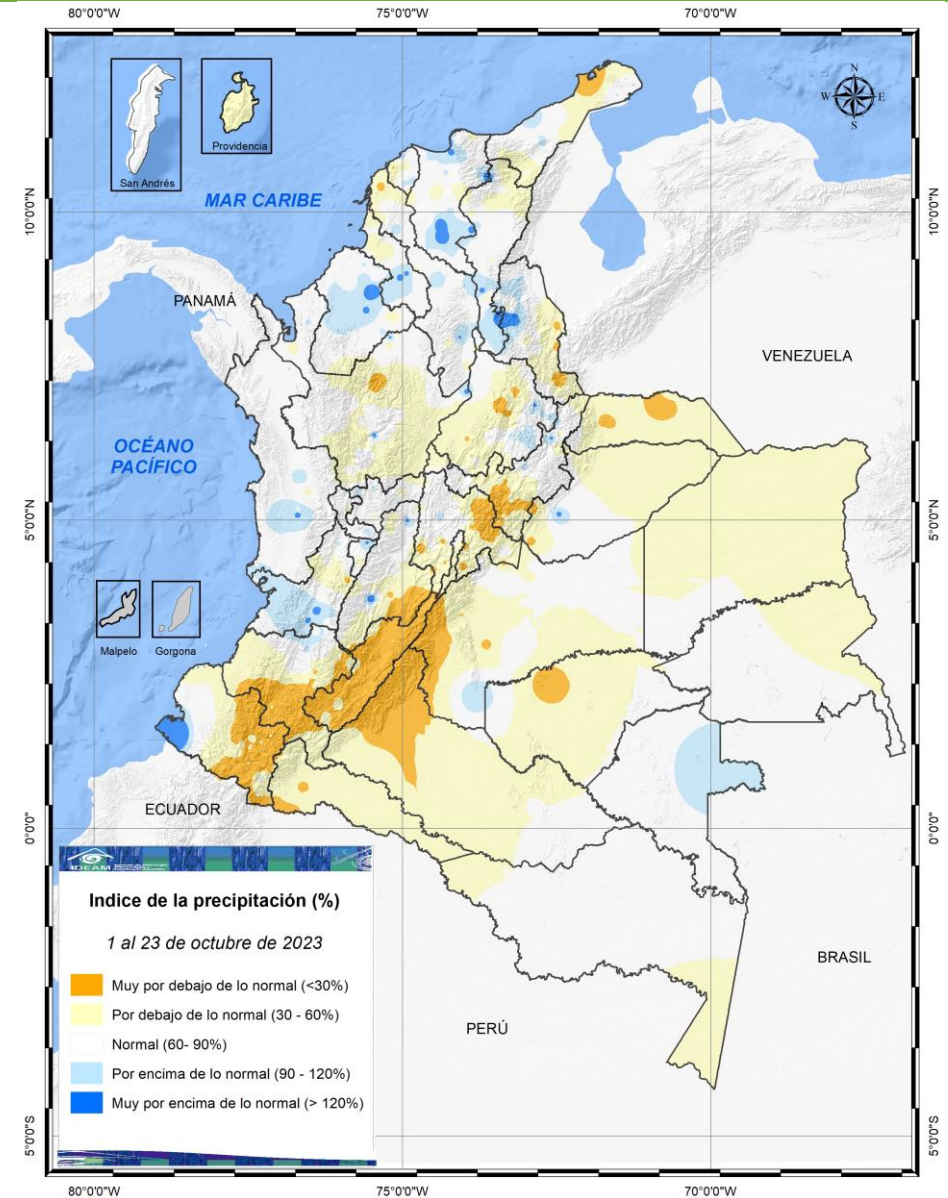 80°0'0"W
75°0'0"W
70°0'0"W
N
W
E
S
San Andrés
Providencia
MAR CARIBE
10°0'0"N
10°0'0"N
PANAMÁ
VENEZUELA
OCÉANO
PACÍFICO
5°0'0"N
5°0'0"N
Malpelo
Gorgona
ECUADOR
0°0'0"
0°0'0"
IDEAM
Indice de la precipitación (%)
1 al 23 de octubre de 2023
Muy por debajo de lo normal (<30%)
Por debajo de lo normal (30 - 60%)
Normal (60- 90%)
Por encima de lo normal (90 - 120%)
Muy por encima de lo normal (> 120%)
BRASIL
PERÚ
5°0'0"S
5°0'0"S
80°0'0"W
75°0'0"W
70°0'0"W